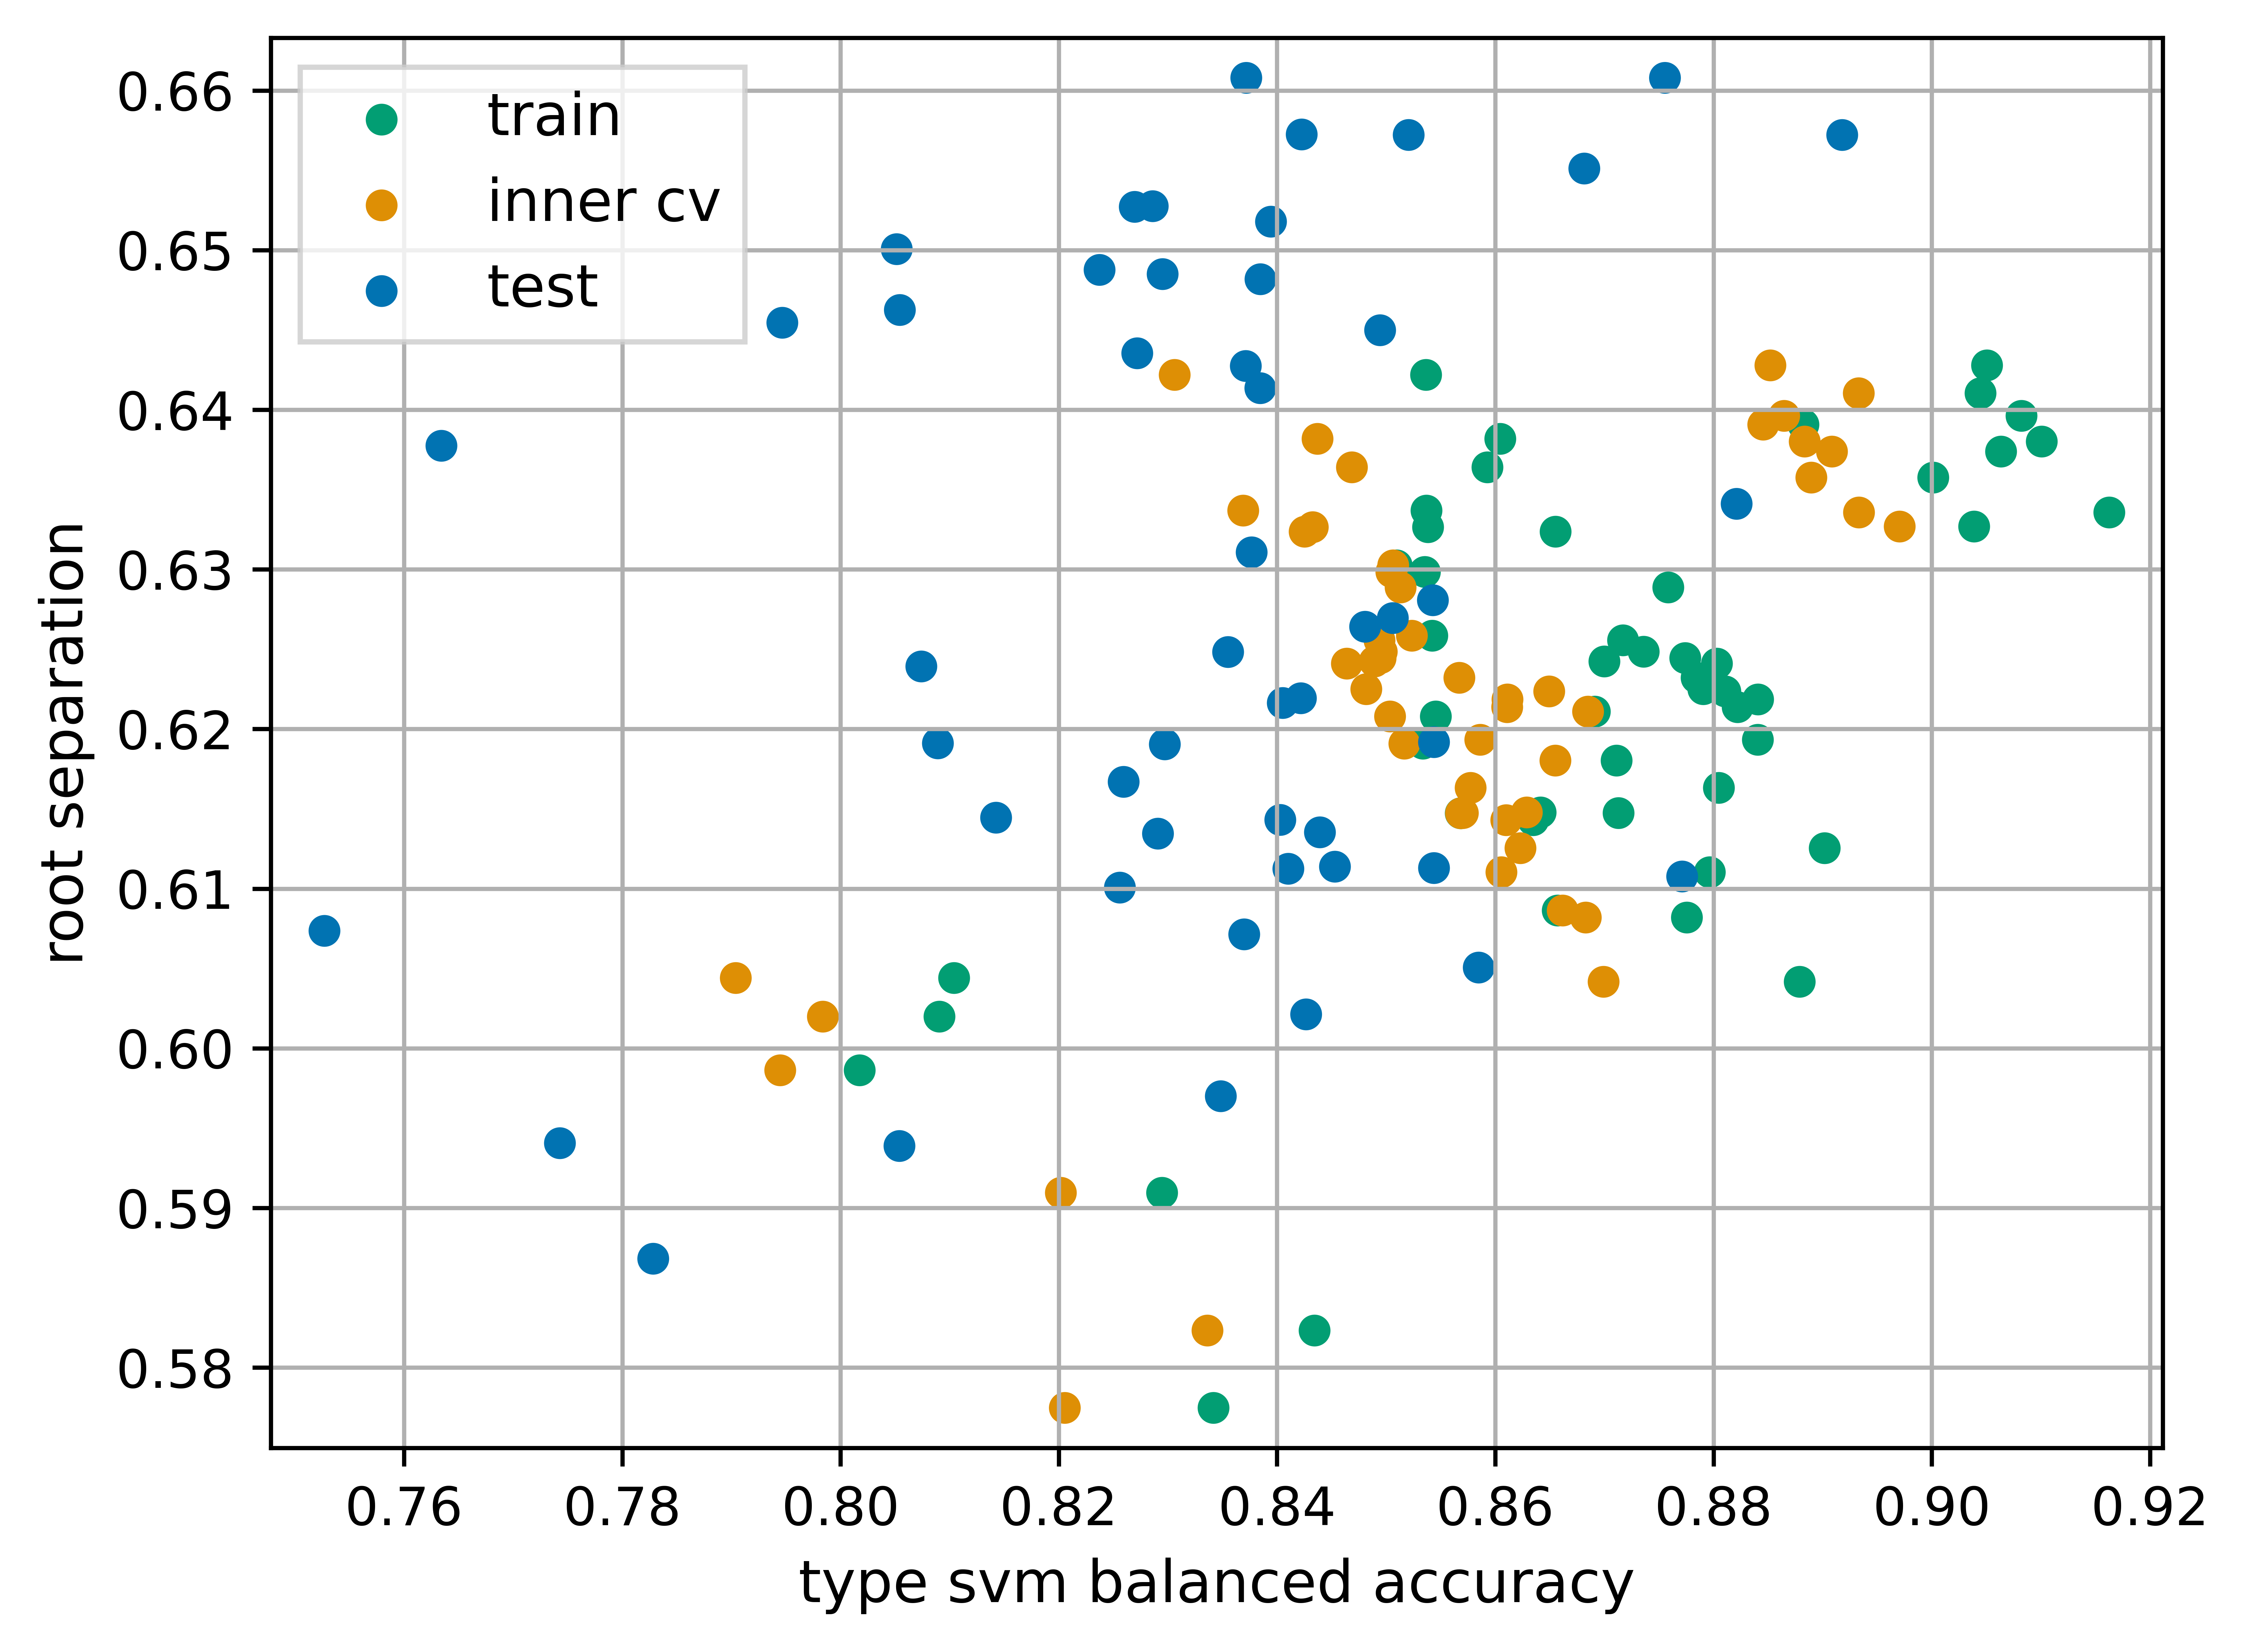 train
inner cv
test
0.66
0.65
0.64
0.63
0.62
0.61
0.60
0.59
0.58
root separation
0.76 0.78 0.80 0.82 0.84 0.86 0.88 0.90 0.92
type svm balanced accuracy